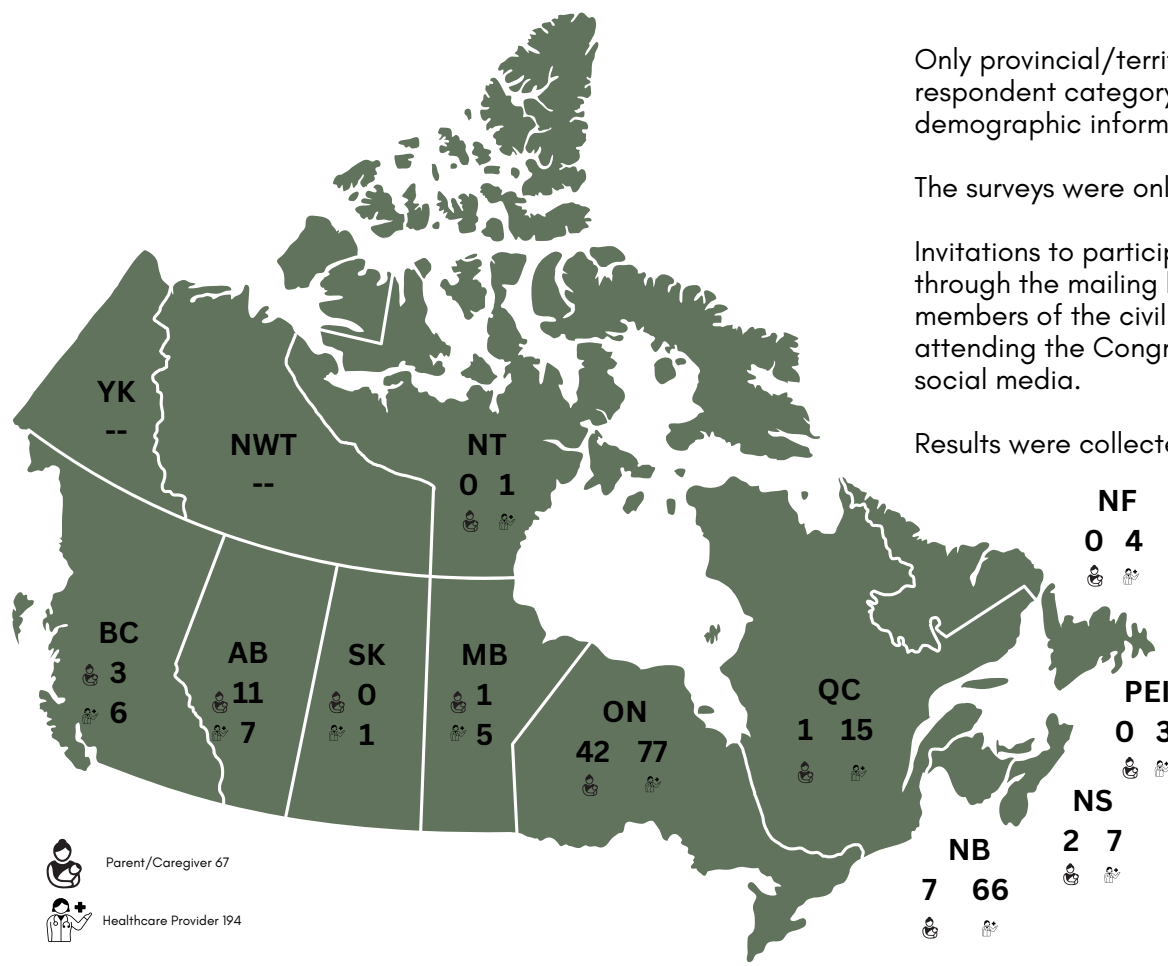 Only provincial/terri
respondent category
demographic inform
The surveys were onl
Invitations to particip
through the mailing
members of the civil
attending the Congr
social media.
Results were collecte
YK
--
NWT
--
NT
0 1
NF
0 4
BC
3
6
AB
11
7
SK
0
1
MB
1
5
ON
42 77
QC
1 15
PEI
0 3
NS
2 7
NB
7 66
Parent/Caregiver 67
Healthcare Provider 194